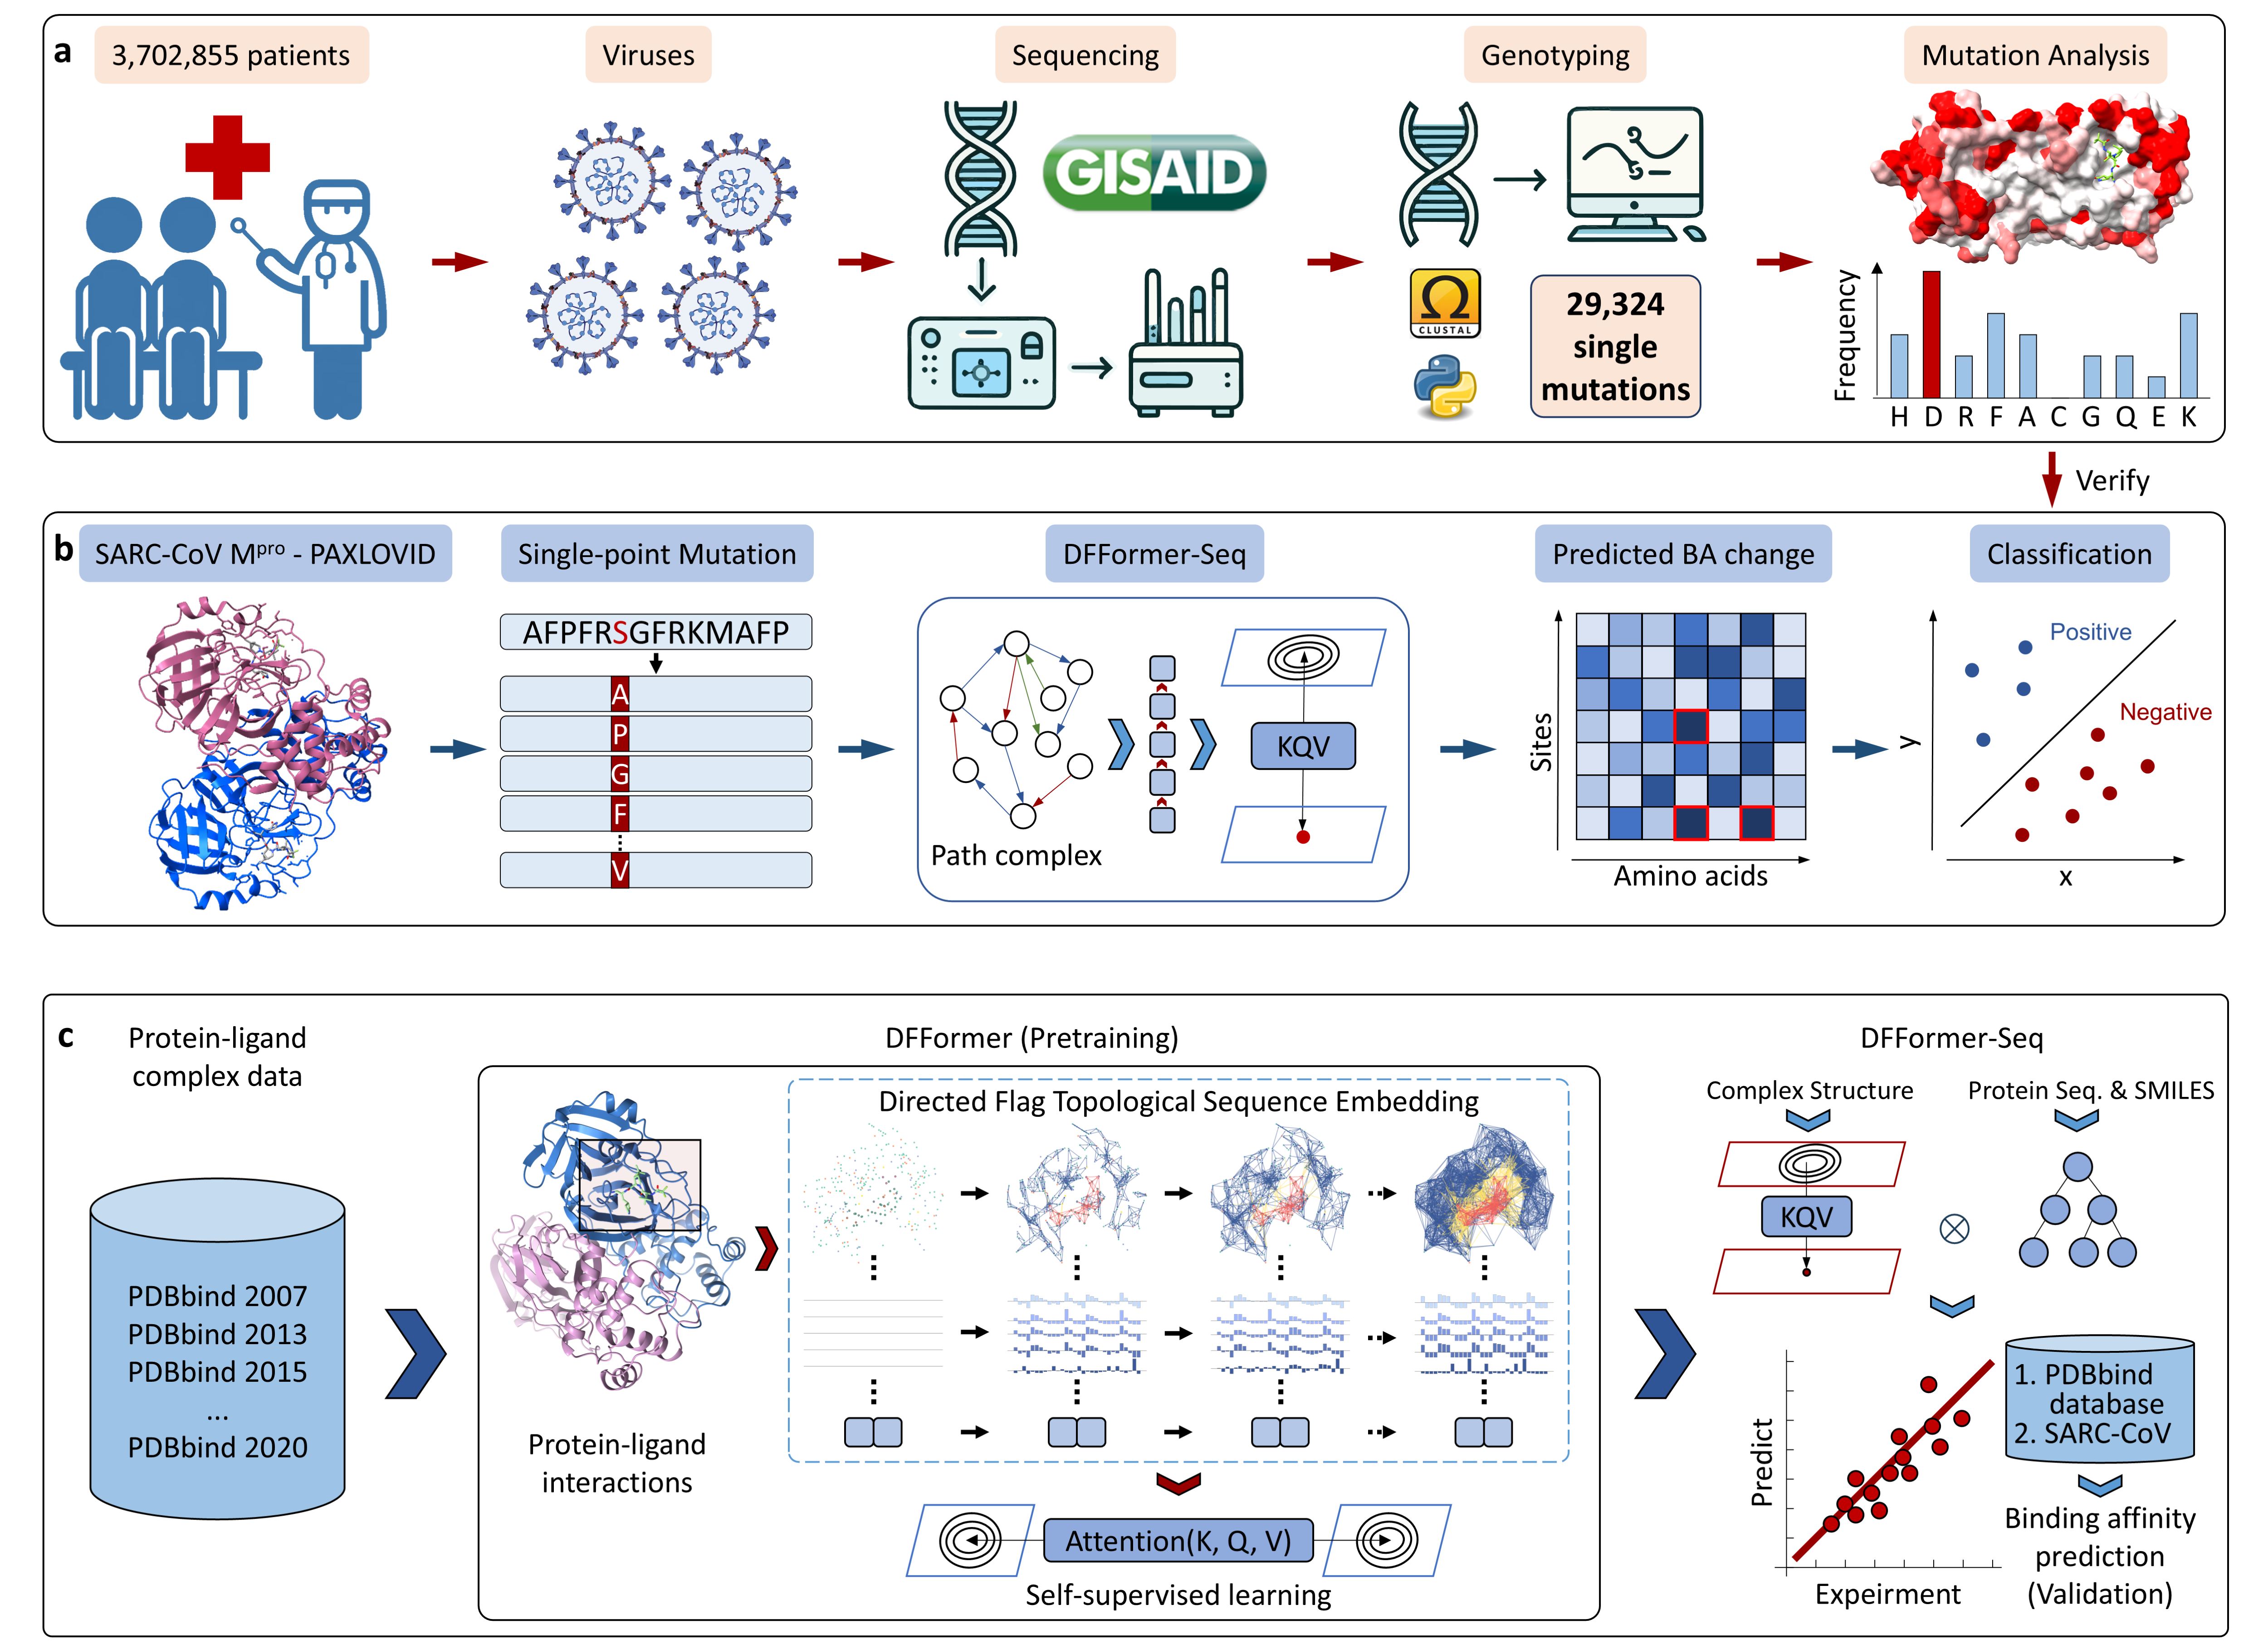 a
3,702,855 patients
Viruses
Sequencing
Genotyping
Mutation Analysis
GISAID
CLUSTAL
29,324
single
mutations
Frequency
H D R F A C G Q E K
Verify
b
SARC-CoV Mpro - PAXLOVID
Single-point Mutation
DFFormer-Seq
Predicted BA change
Classification
AFPFRSGFRKMAFP
A
P
G
F
V
Path complex
KQV
Sites
Amino acids
Positive
Negative
y
x
c
Protein-ligand
complex data
PDBbind 2007
PDBbind 2013
PDBbind 2015
...
PDBbind 2020
DFFormer (Pretraining)
Directed Flag Topological Sequence Embedding
Protein-ligand
interactions
Attention(K, Q, V)
Self-supervised learning
DFFormer-Seq
Complex Structure
Protein Seq. & SMILES
KQV
Predict
Expeirment
1. PDBbind
database
2. SARC-CoV
Binding affinity
prediction
(Validation)